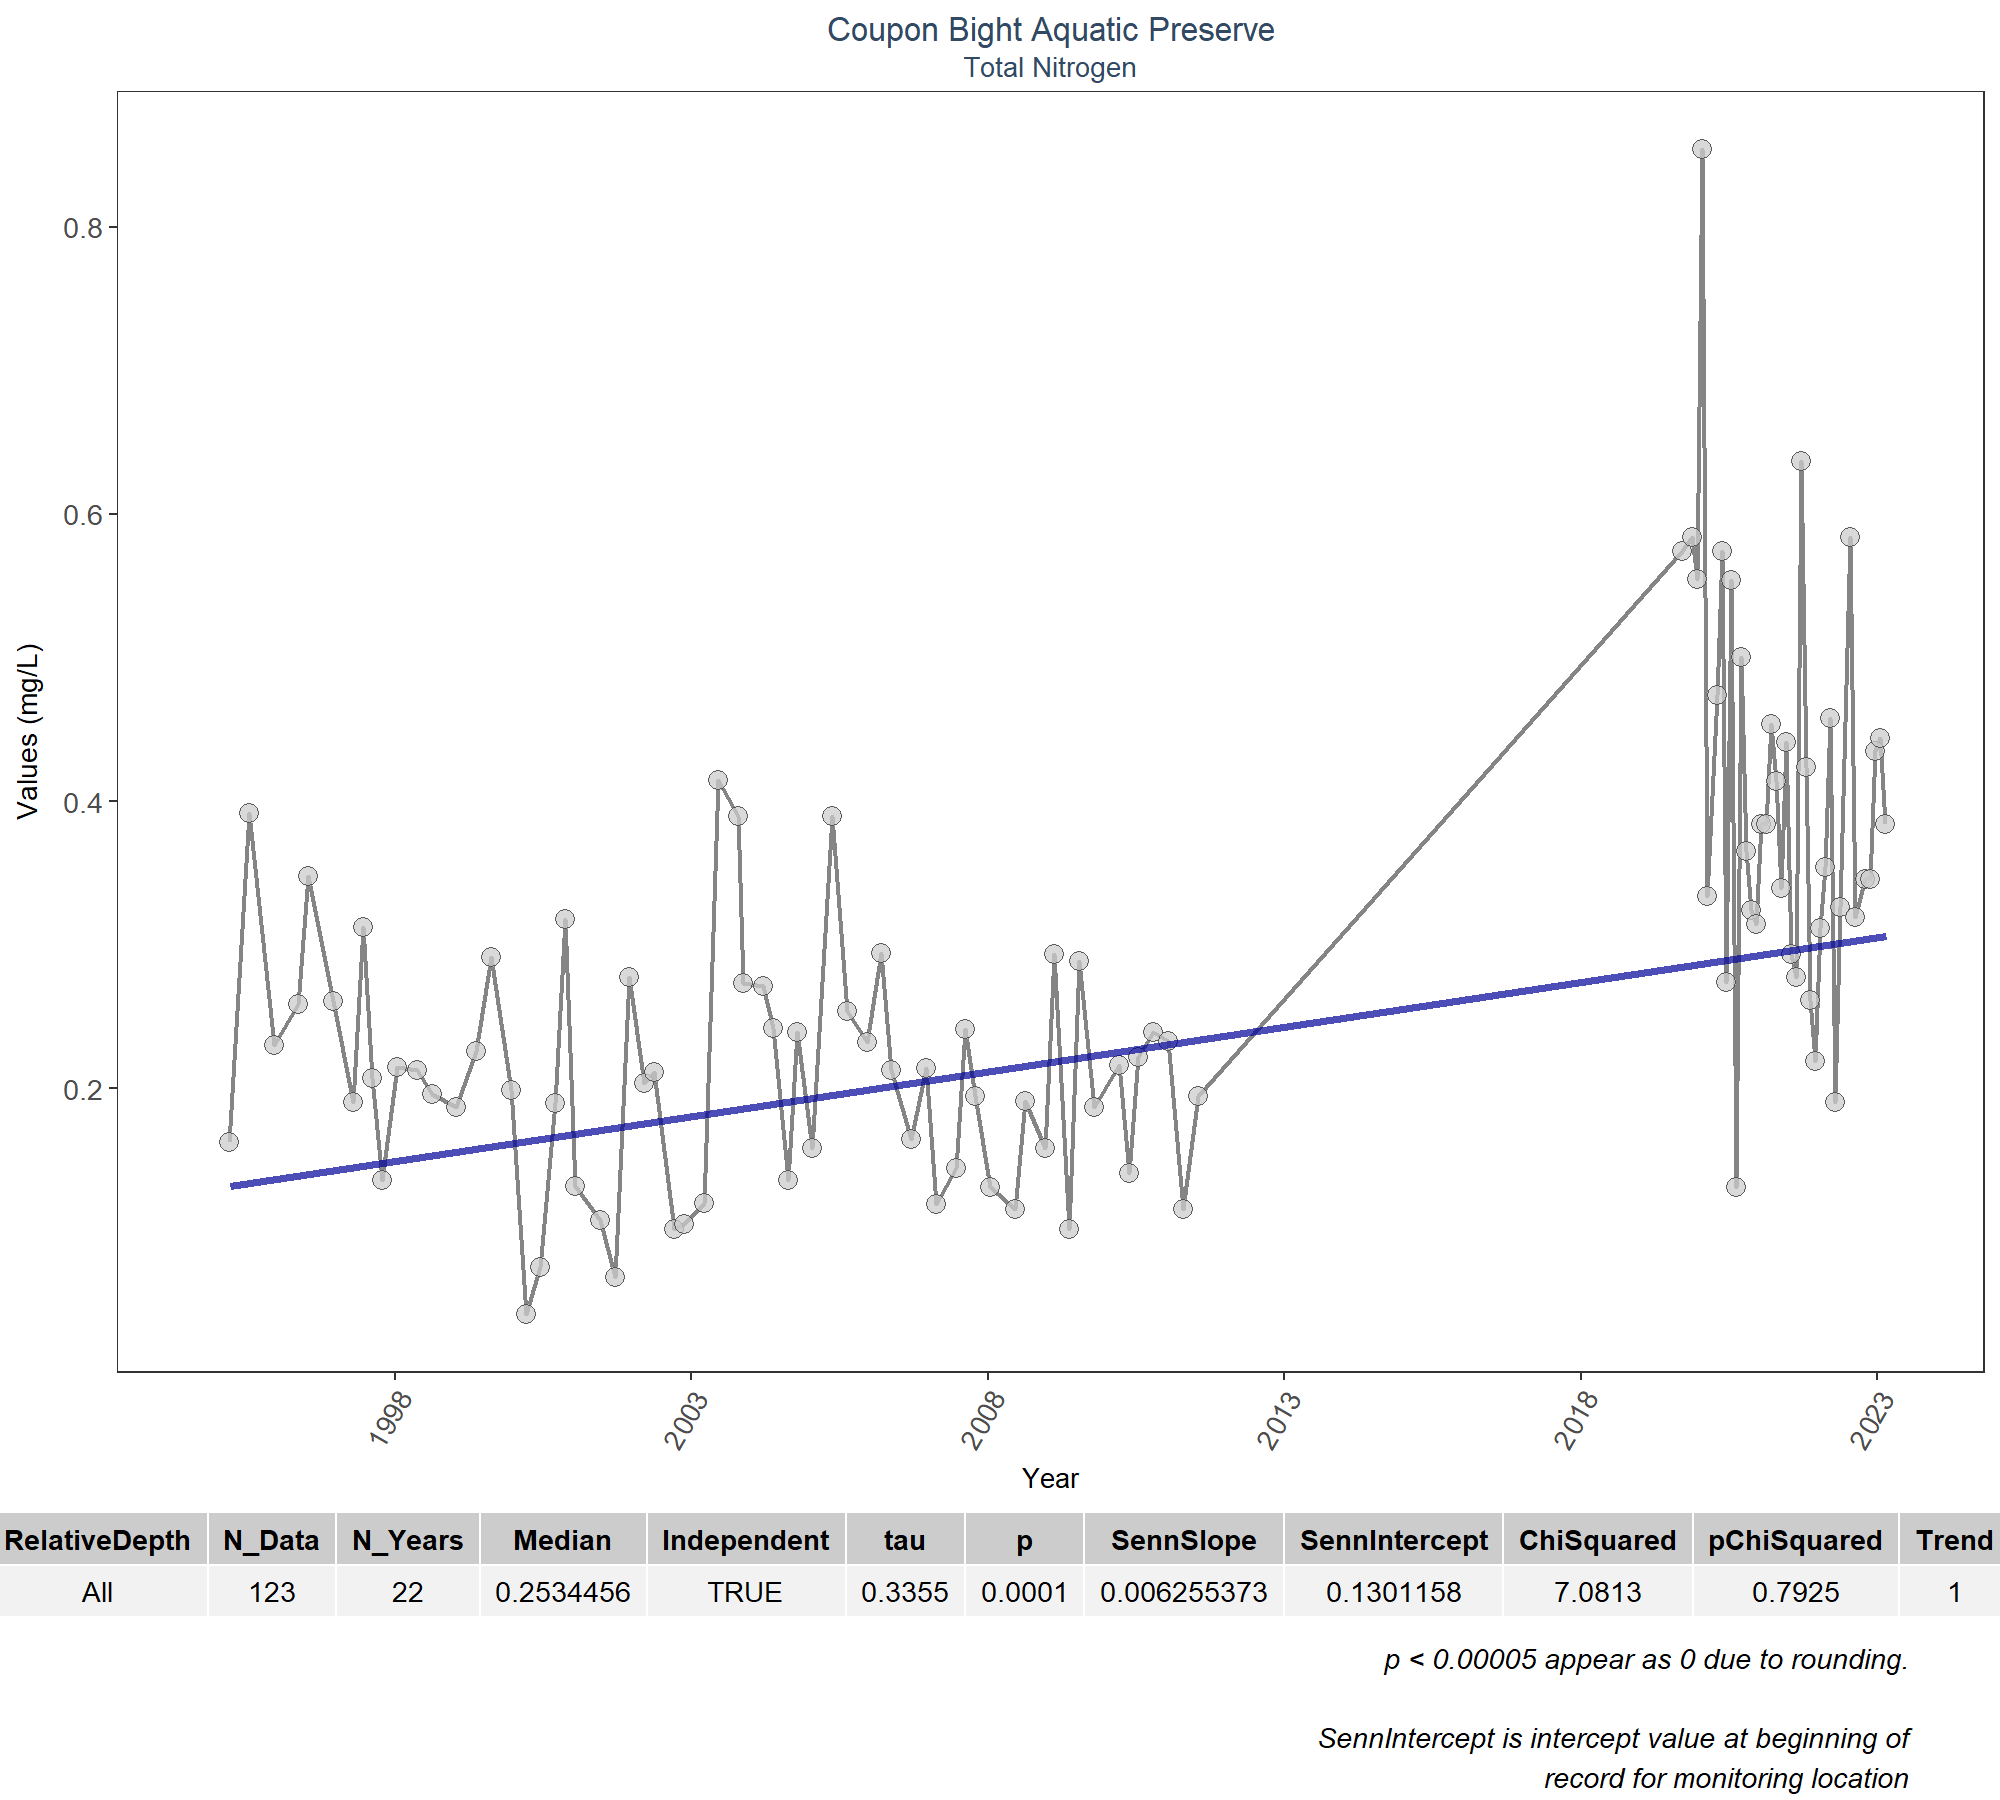 Coupon Bight Aquatic Preserve
Total Nitrogen
Values (mg/L)
0.8
0.6
0.4
0.2
1998 2003 2008 2013 2018 2023
Year
RelativeDepth N_Data N_Years Median Independent tau p SennSlope SennIntercept ChiSquared pChiSquared Trend
All 123 22 0.2534456 TRUE 0.3355 0.0001 0.006255373 0.1301158 7.0813 0.7925 1
p < 0.00005 appear as 0 due to rounding.
SennIntercept is intercept value at beginning of
record for monitoring location